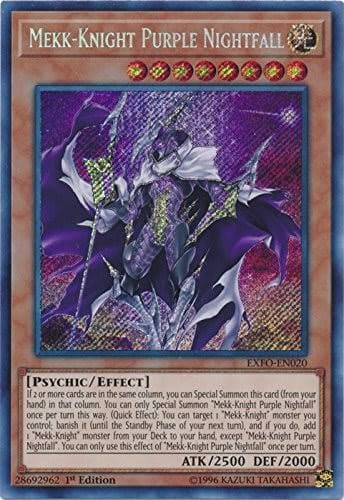 MEKK-KNIGHT PURPLE NIGHTFALL
EXFO-EN020
[PSYCHIC/EFFECT]
If 2 or more cards are in the same column, you can Special Summon this card (from
your hand) in that column. You can only Special Summon "Mekk-Knight Purple Nightfall"
once per turn this way. (Quick Effect): You can target 1 "Mekk-Knight" monster you
control; banish it (until the Standby Phase of your next turn), and if you do, add
1 "Mekk-Knight" monster from your Deck to your hand, except "Mekk-Knight Purple
Nightfall". You can only use this effect of "Mekk-Knight Purple Nightfall" once per turn.
ATK/2500 DEF/2000
28692962 1st Edition ©1996 KAZUKI TAKAHASHI